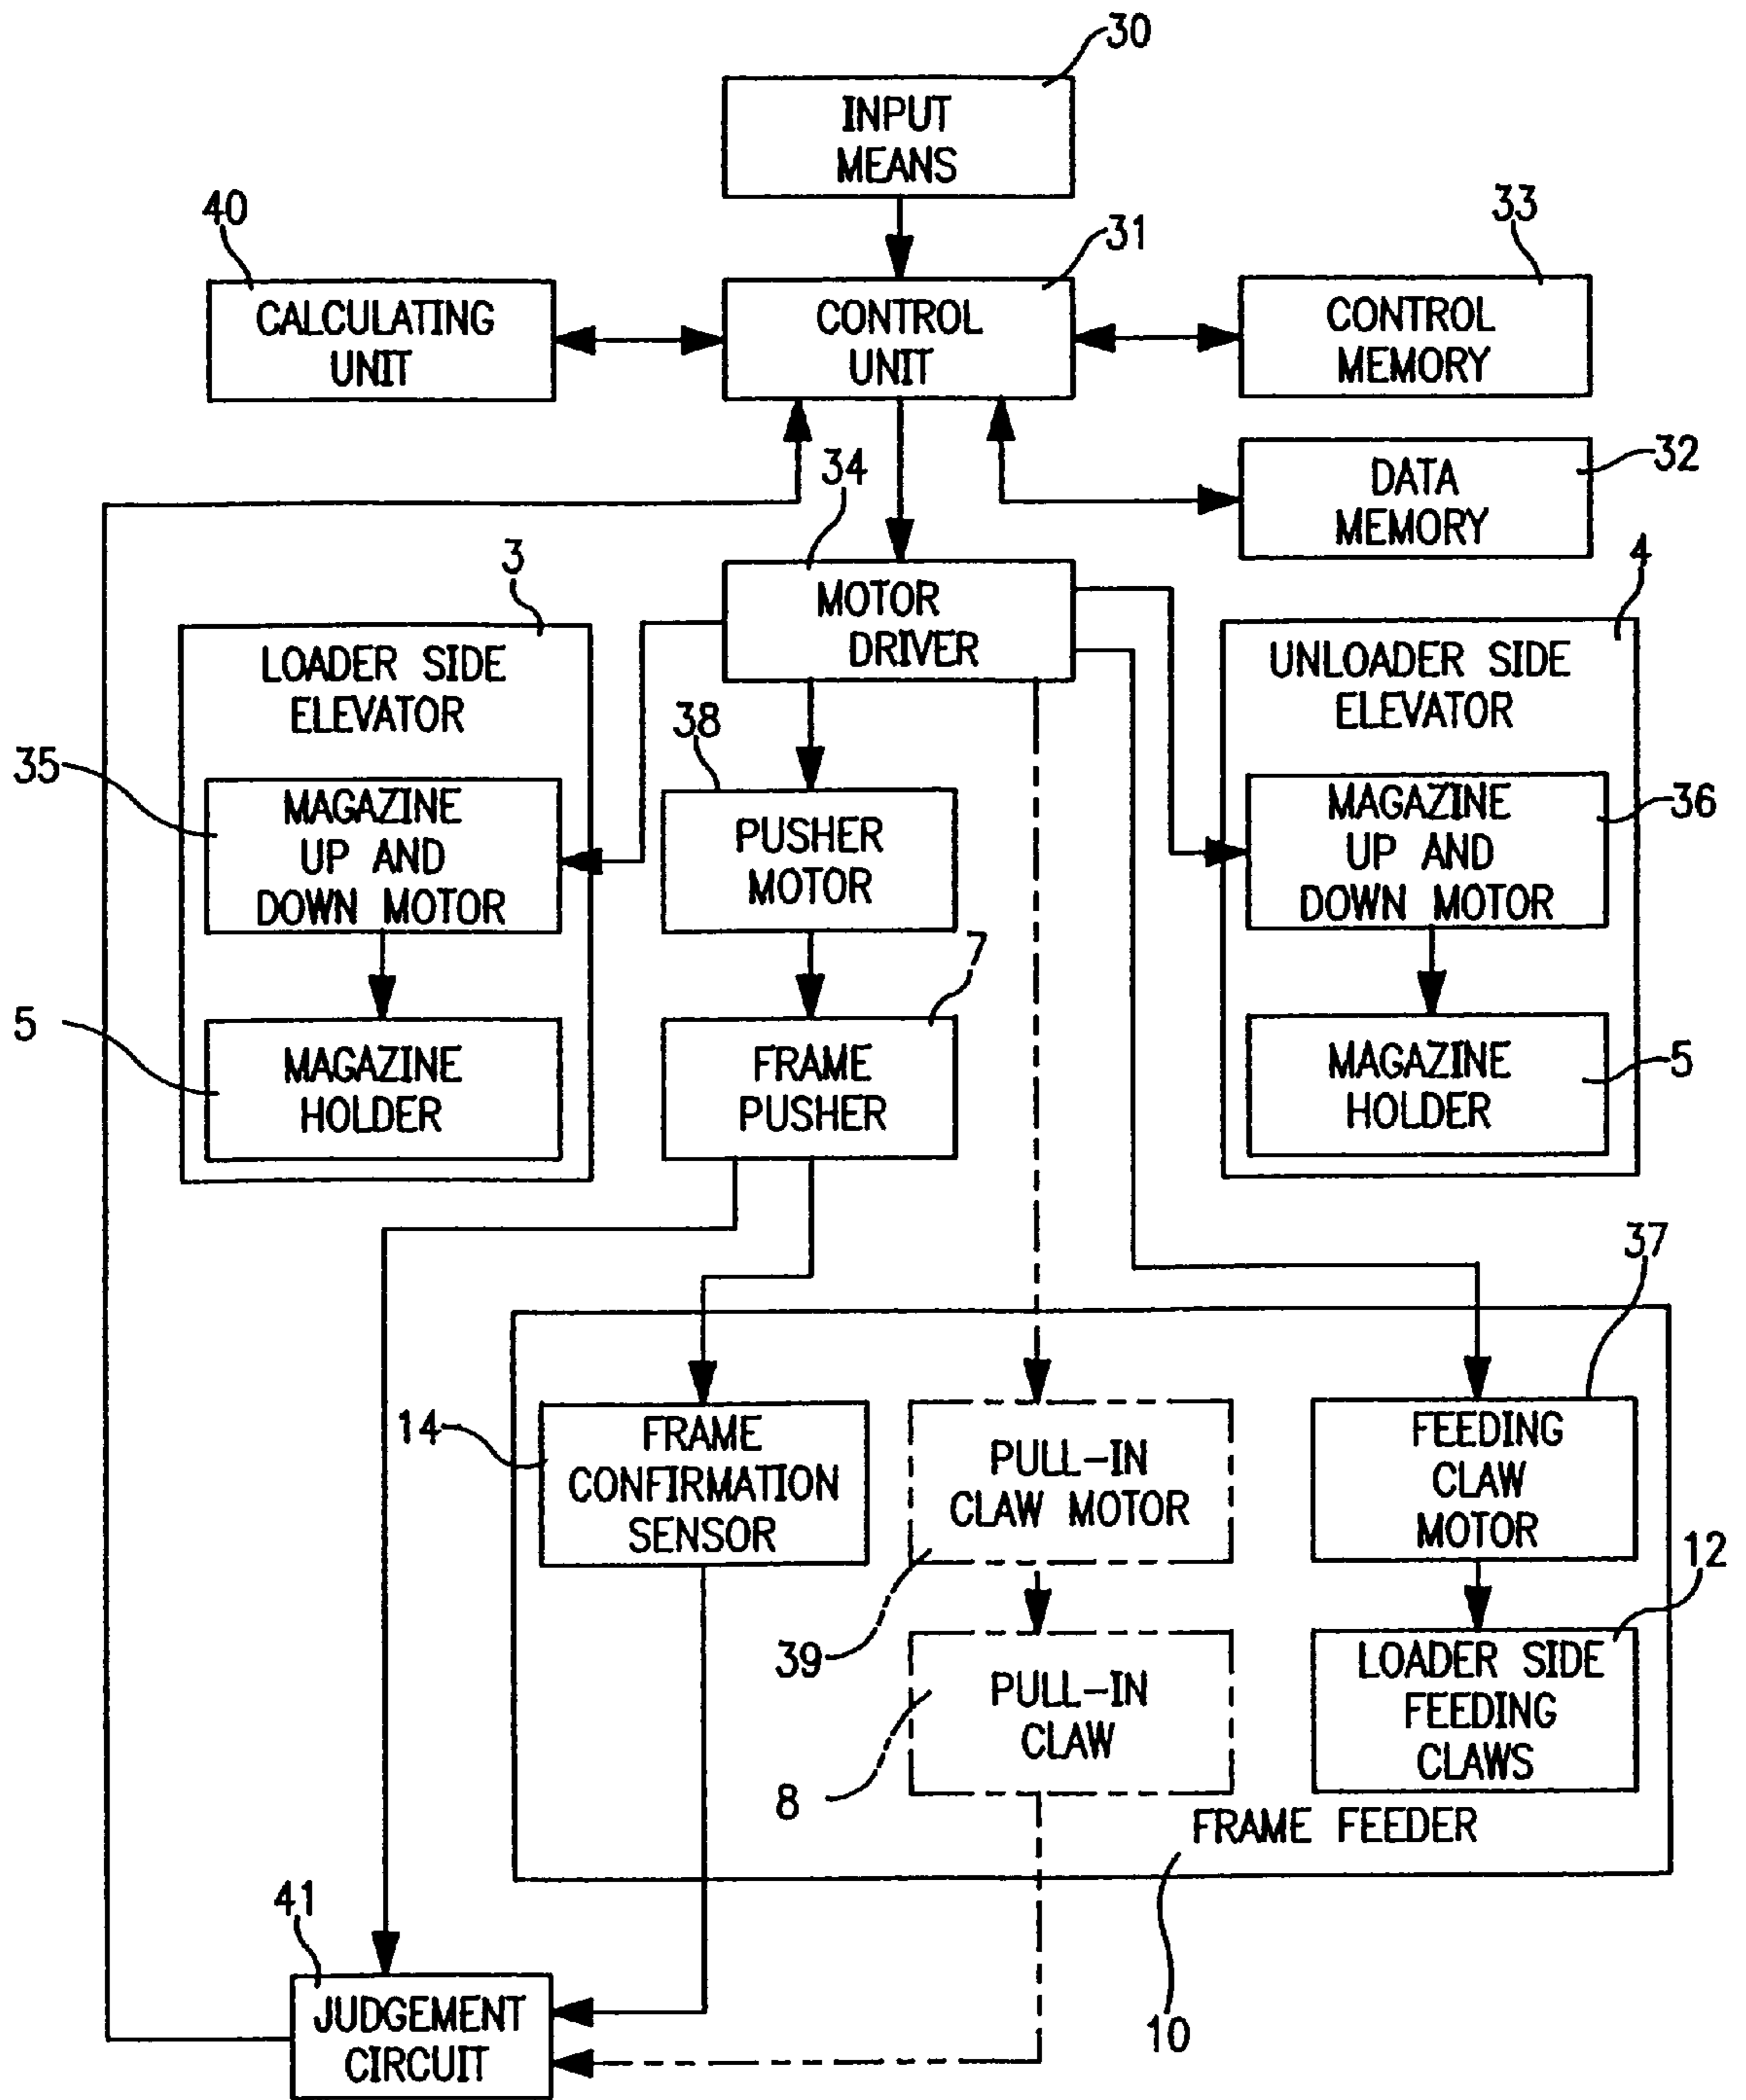 30
INPUT
MEANS
40
31
33
CALCULATING
UNIT
CONTROL
UNIT
CONTROL
MEMORY
34
32
DATA
MEMORY
3
4
MOTOR
DRIVER
LOADER SIDE
ELEVATOR
UNLOADER SIDE
ELEVATOR
35
38
36
MAGAZINE
UP AND
DOWN MOTOR
PUSHER
MOTOR
MAGAZINE
UP AND
DOWN MOTOR
7
5
MAGAZINE
HOLDER
FRAME
PUSHER
MAGAZINE
HOLDER
5
37
14
FRAME
CONFIRMATION
SENSOR
PULL-IN
CLAW MOTOR
FEEDING
CLAW
MOTOR
39
12
8
PULL-IN
CLAW
LOADER SIDE
FEEDING
CLAWS
FRAME FEEDER
41
10
JUDGEMENT
CIRCUIT